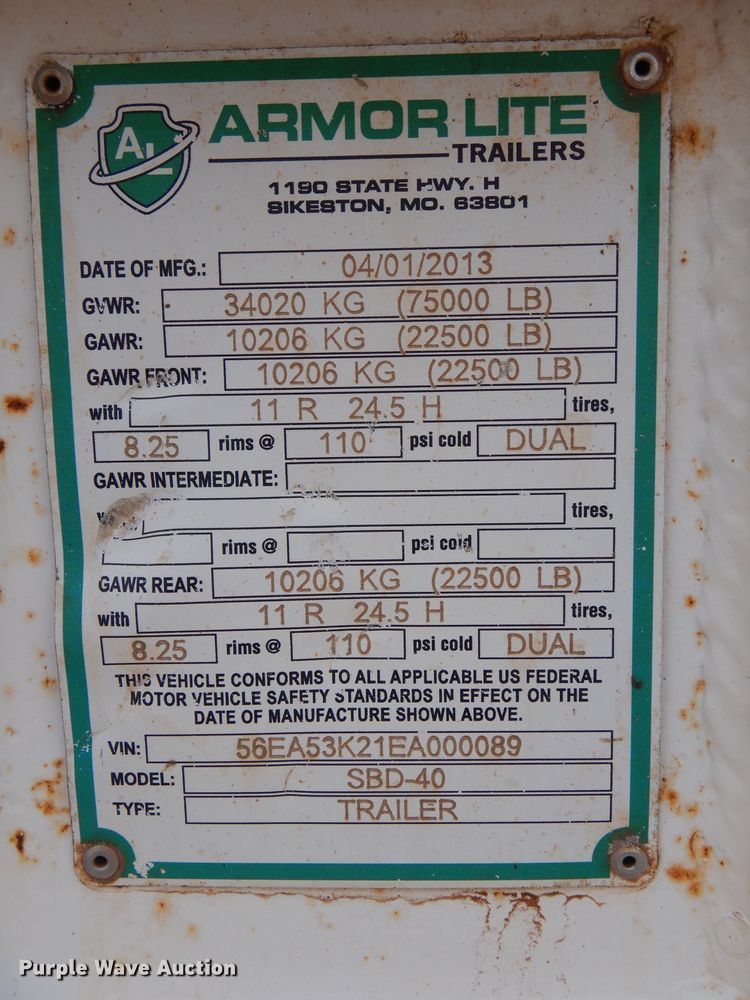 AL
ARMOR LITE
TRAILERS
1190 STATE HWY. H
SIKESTON, MO. 63801
DATE OF MFG.: 04/01/2013
GVWR: 34020 KG (75000 LB)
GAWR: 10206 KG (22500 LB)
GAWR FRONT: 10206 KG (22500 LB)
with 11 R 24.5 H tires,
8.25 rims @ 110 psi cold DUAL
GAWR INTERMEDIATE:
tires,
rims @ psi cold
GAWR REAR: 10206 KG (22500 LB)
with 11 R 24.5 H tires,
8.25 rims @ 110 psi cold DUAL
THIS VEHICLE CONFORMS TO ALL APPLICABLE US FEDERAL
MOTOR VEHICLE SAFETY STANDARDS IN EFFECT ON THE
DATE OF MANUFACTURE SHOWN ABOVE.
VIN: 56EA53K21EA000089
MODEL: SBD-40
TYPE: TRAILER
Purple Wave Auction